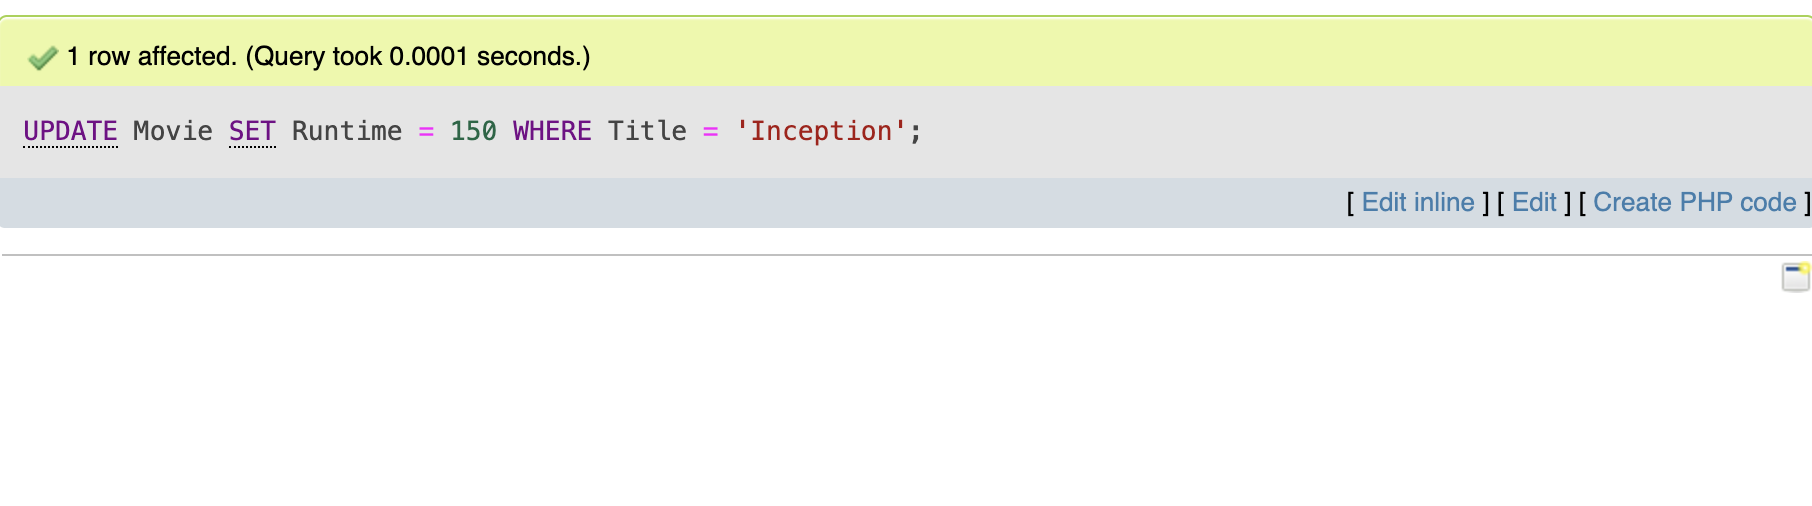 1 row affected. (Query took 0.0001 seconds.)
UPDATE Movie SET Runtime = 150 WHERE Title = 'Inception';
[ Edit inline ] [ Edit ] [ Create PHP code ]